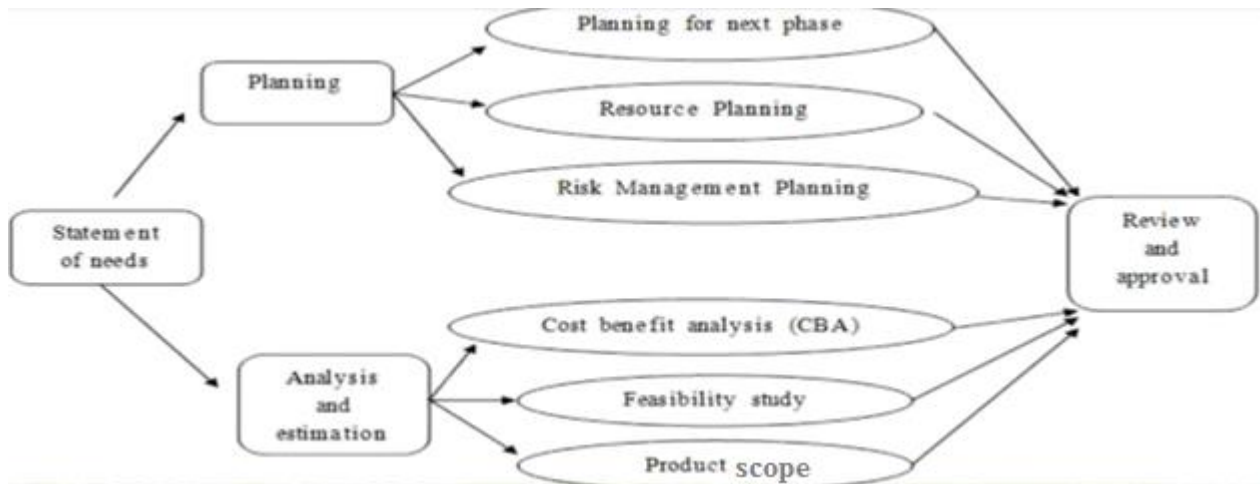 Planning for next phase
Planning
Resource Planning
Risk Management Planning
Statement
of needs
Review
and
approval
Cost benefit analysis (CBA)
Analysis
and
estimation
Feasibility study
Product scope